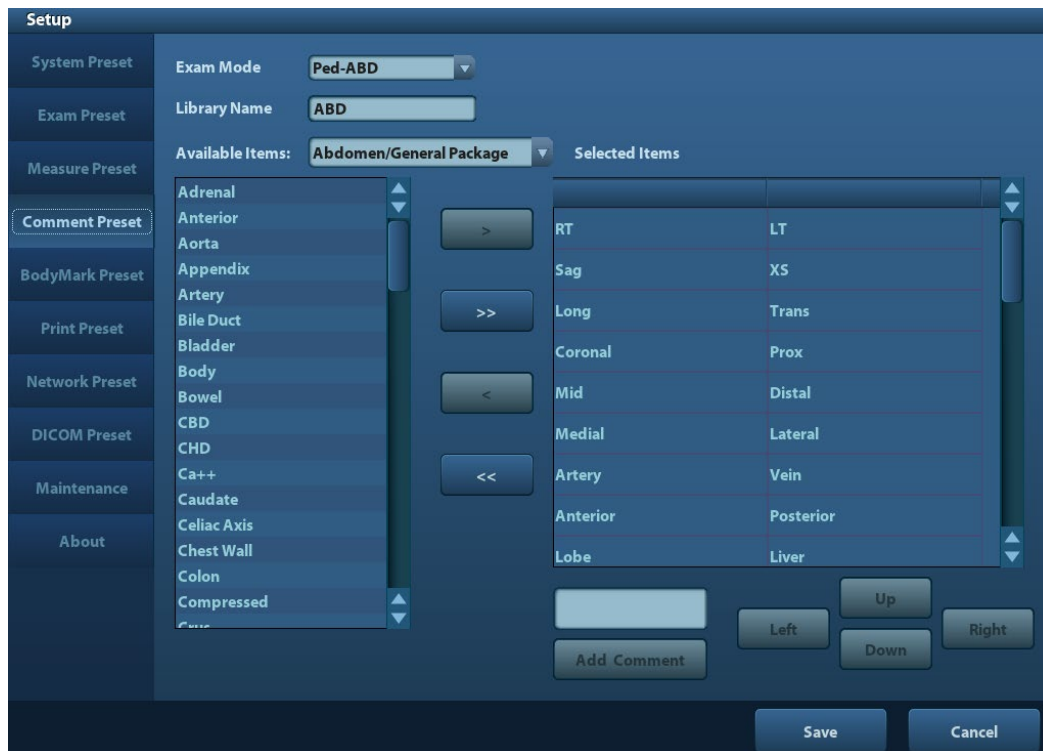 Setup
System Preset
Exam Preset
Measure Preset
Comment Preset
BodyMark Preset
Print Preset
Network Preset
DICOM Preset
Maintenance
About
Exam Mode Ped-ABD
Library Name ABD
Available Items: Abdomen/General Package Selected Items
Adrenal
Anterior
Aorta
Appendix
Artery
Bile Duct
Bladder
Body
Bowel
CBD
CHD
Ca++
Caudate
Celiac Axis
Chest Wall
Colon
Compressed
Crus
>
>>
<
<<
RT LT
Sag XS
Long Trans
Coronal Prox
Mid Distal
Medial Lateral
Artery Vein
Anterior Posterior
Lobe Liver
Add Comment
Up
Left Right
Down
Save Cancel